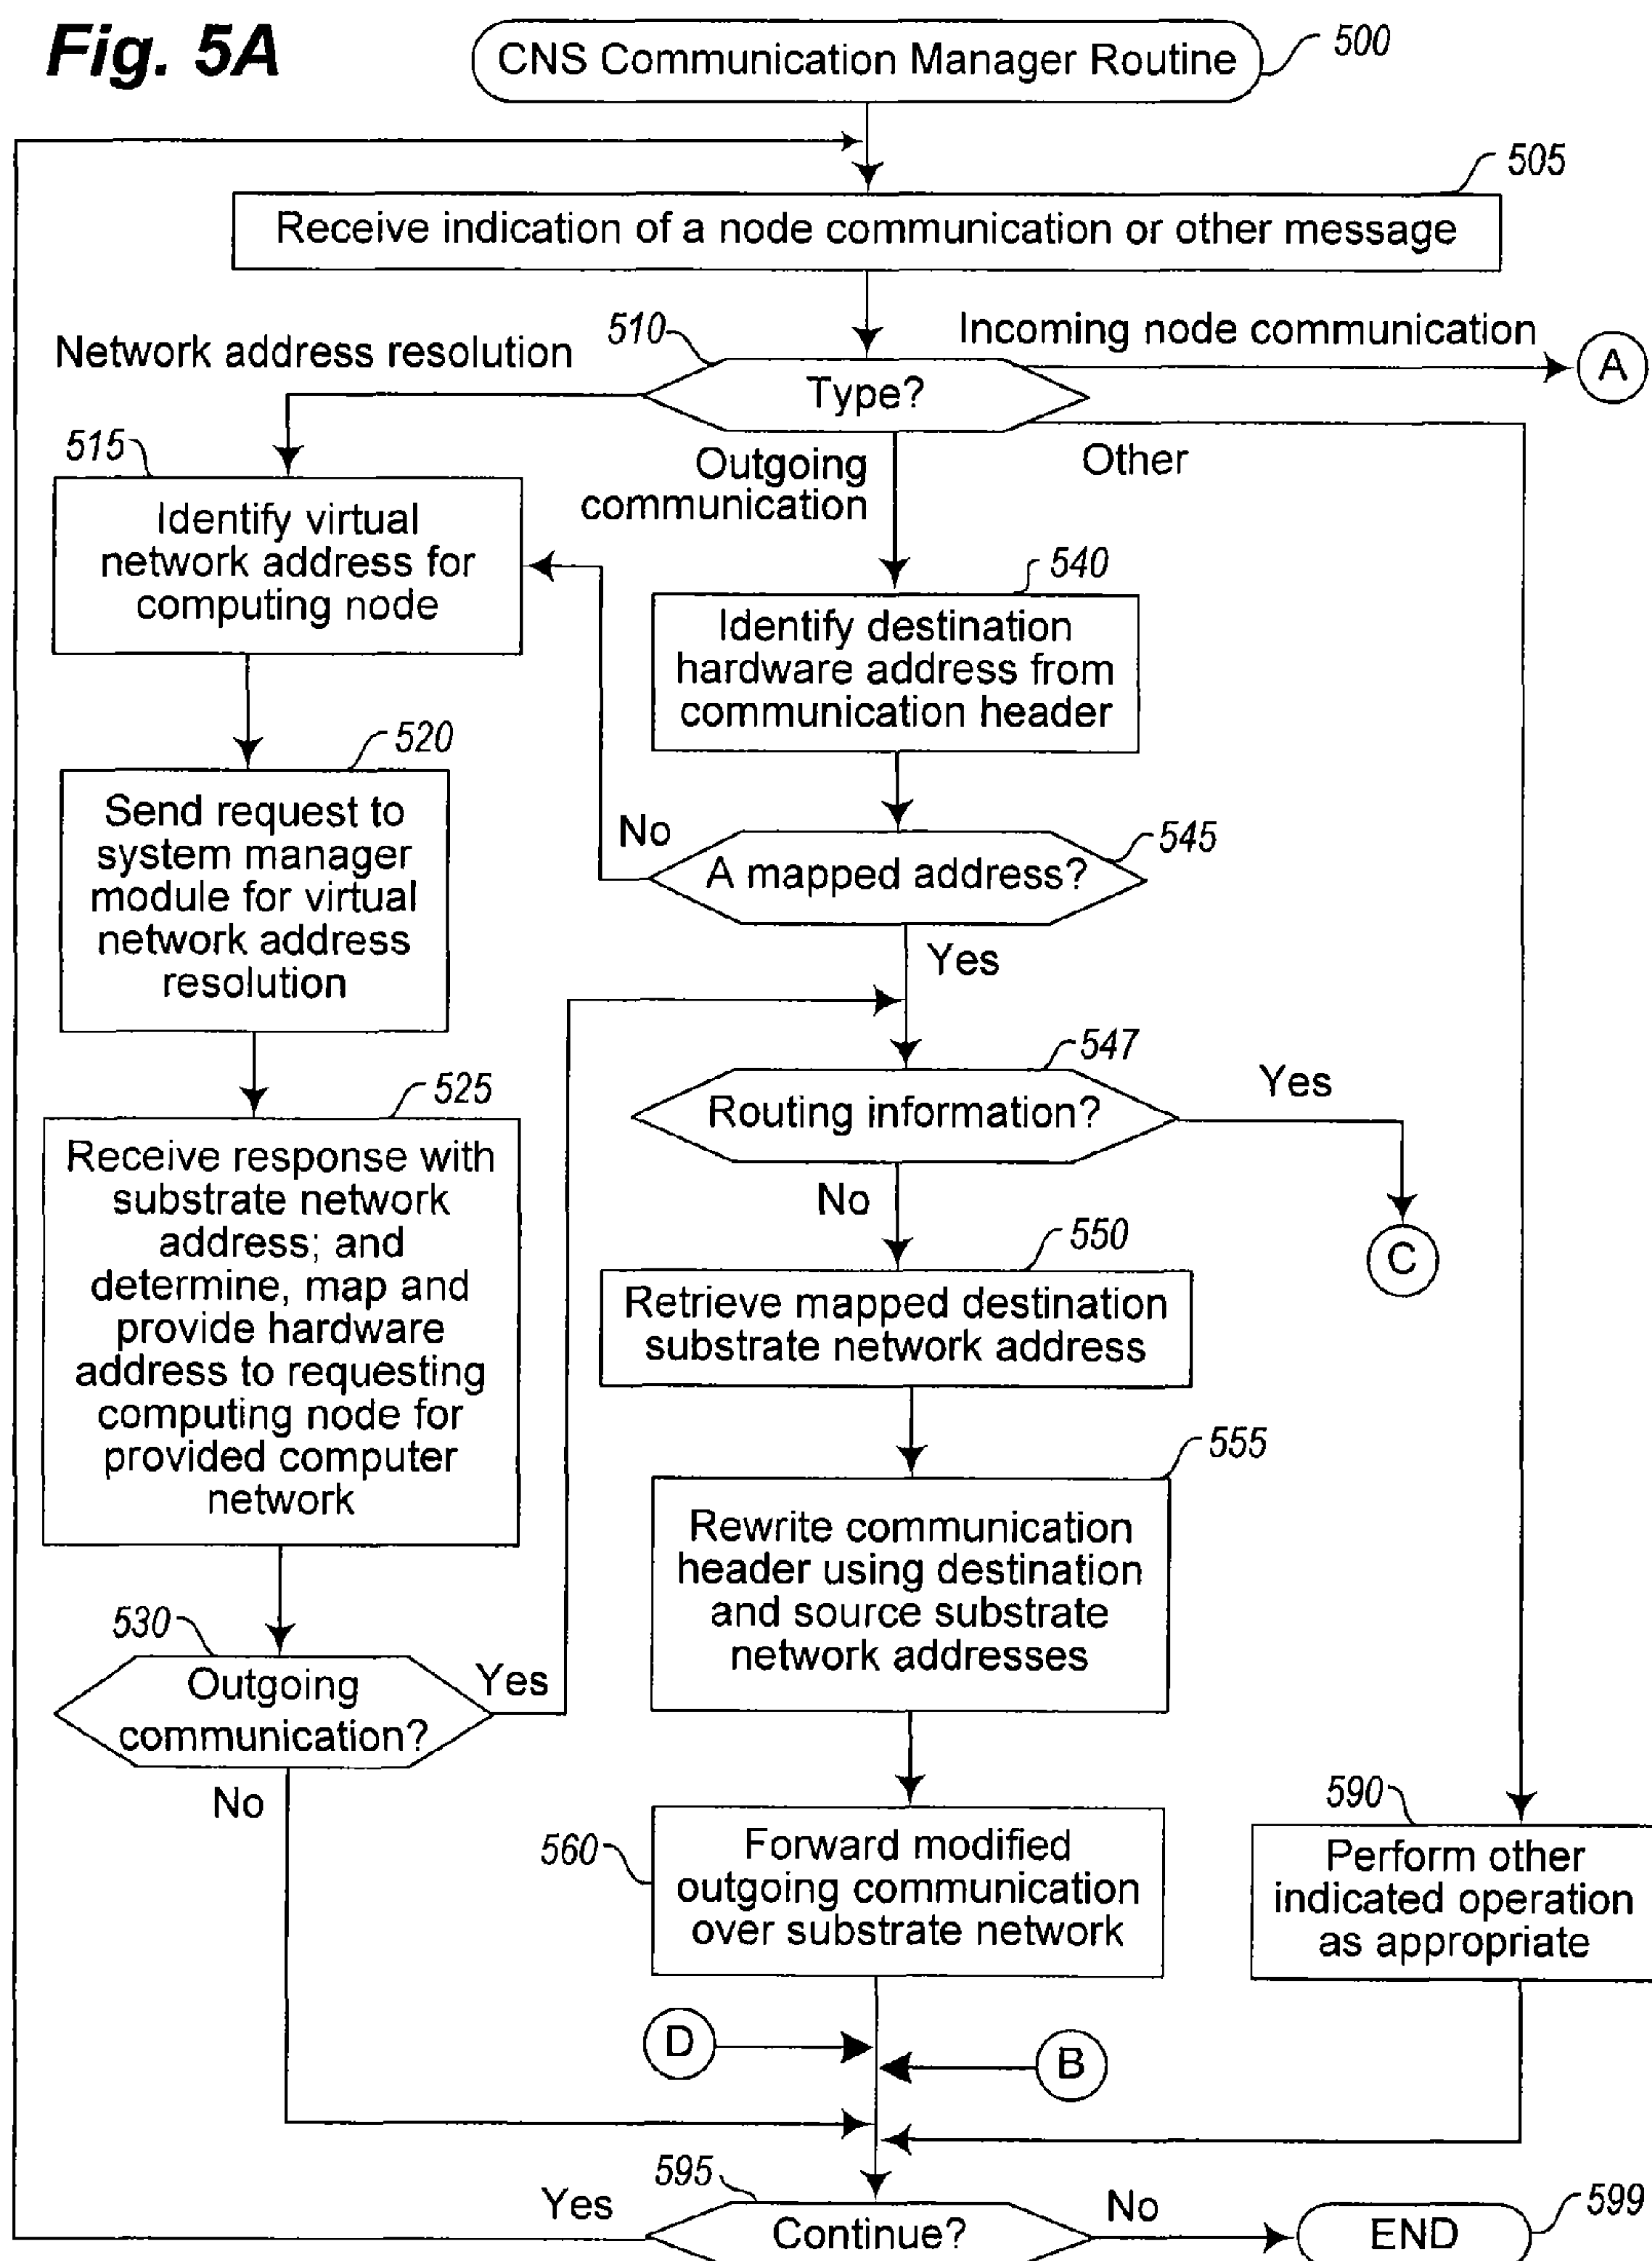 Fig. 5A
CNS Communication Manager Routine
500
505
Receive indication of a node communication or other message
510
Incoming node communication
A
Network address resolution
Type?
515
Outgoing
communication
Other
Identify virtual
network address for
computing node
540
Identify destination
hardware address from
communication header
520
Send request to
system manager
module for virtual
network address
resolution
No
545
A mapped address?
Yes
547
Routing information?
Yes
C
525
Receive response with
substrate network
address; and
determine, map and
provide hardware
address to requesting
computing node for
provided computer
network
No
550
Retrieve mapped destination
substrate network address
555
Rewrite communication
header using destination
and source substrate
network addresses
530
Outgoing
communication?
Yes
No
560
Forward modified
outgoing communication
over substrate network
590
Perform other
indicated operation
as appropriate
D
B
595
Yes
Continue?
No
END
599